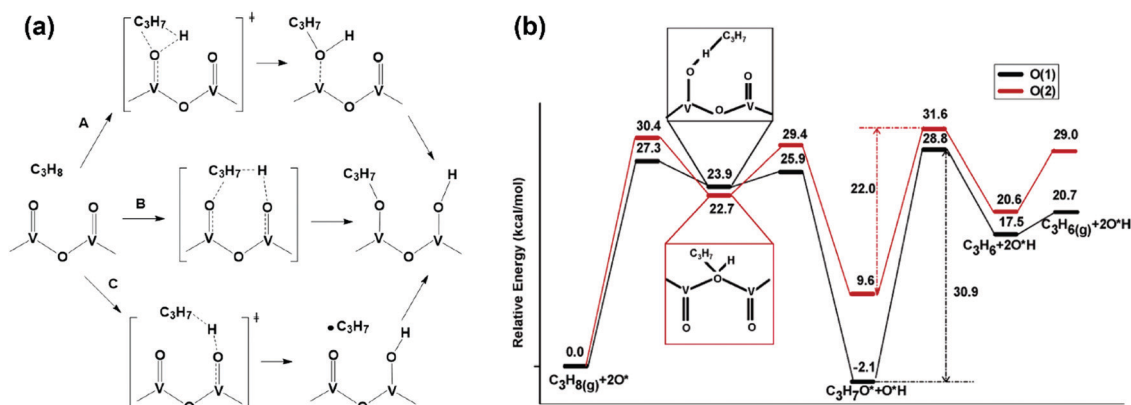 (a)
C₃H₇
H
‡
O
O
V
V
O
C₃H₇
H
O
O
V
V
O
A
C₃H₈
O
O
V
V
O
B
C₃H₇
H
O
O
V
V
O
C₃H₇
H
O
O
V
V
O
C
C₃H₇
H
‡
O
O
V
V
O
•C₃H₇
H
O
O
V
V
O
(b)
Relative Energy (kcal/mol)
C₃H₇
H
O
O
V
O
V
O(1)
O(2)
30.4
27.3
23.9
22.7
29.4
25.9
31.6
28.8
29.0
22.0
20.6
20.7
17.5
C₃H₆(g)+2O*H
C₃H₆+2O*H
C₃H₇
H
O
V
V
O
O
9.6
30.9
0.0
-2.1
C₃H₈(g)+2O*
C₃H₇O*+O*H